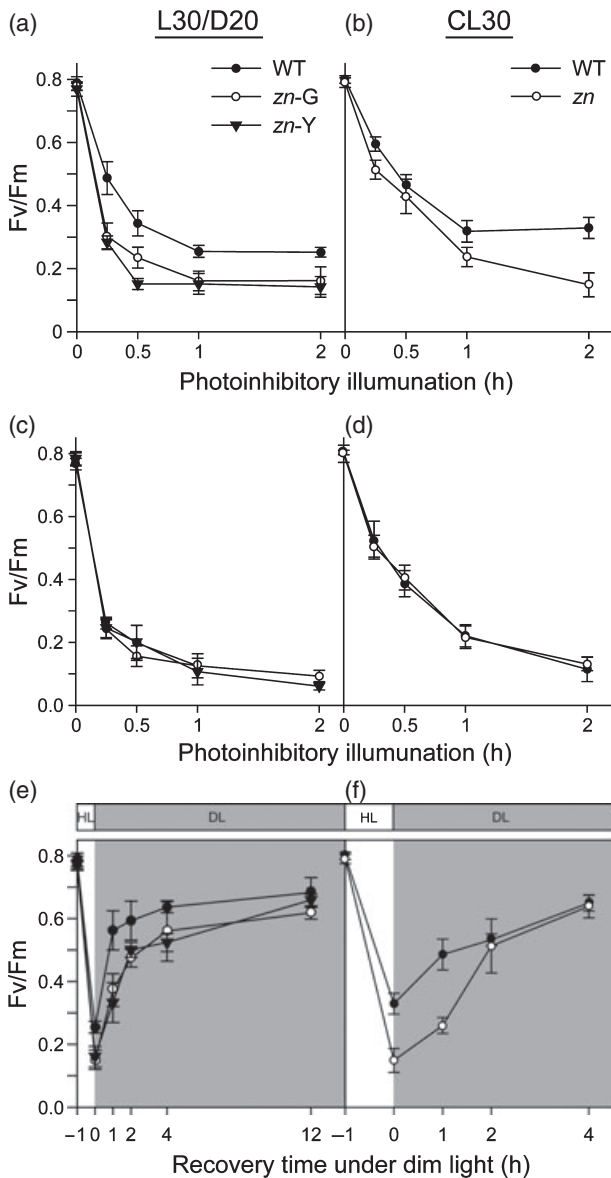 (a) L30/D20 (b) CL30
WT WT
zn-G zn
zn-Y
0.8
0.6
Fv/Fm
0.4
0.2
0
0 0.5 1 2 0 0.5 1 2
Photoinhibitory illumunation (h)
(c) (d)
0.8
0.6
Fv/Fm
0.4
0.2
0.0
0 0.5 1 2 0 0.5 1 2
Photoinhibitory illumunation (h)
(e) (f)
HL DL HL DL
0.8
0.6
Fv/Fm
0.4
0.2
0.0
–1 0 1 2 4 12 –1 0 1 2 4
Recovery time under dim light (h)